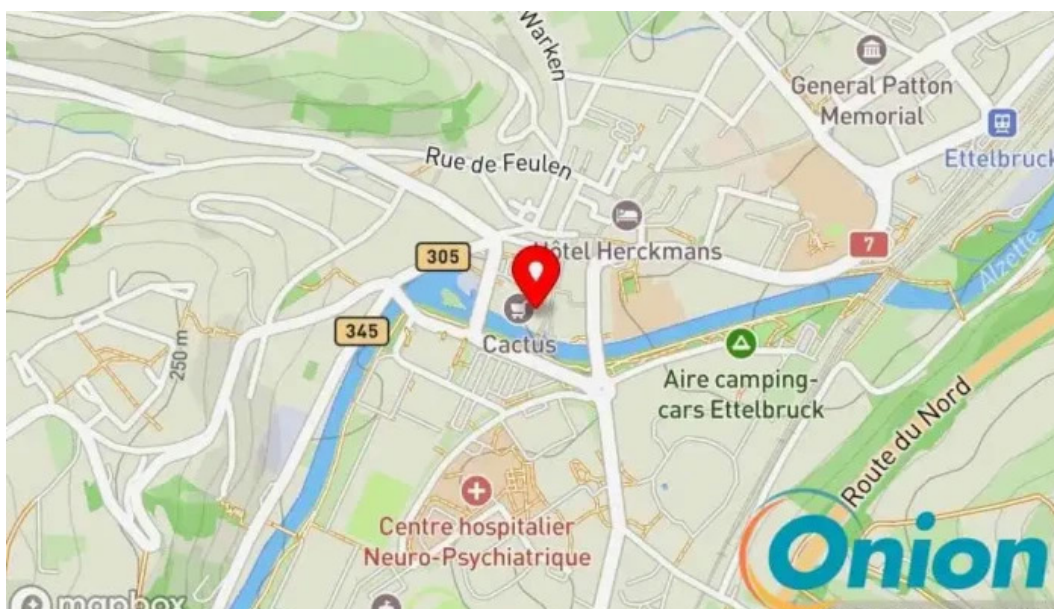 Warken
General Patton
Memorial
Ettelbruck
Rue de Feulen
Hôtel Herckmans
7
305
Alzette
345
Cactus
250 m
Aire camping-
cars Ettelbruck
Route du Nord
Centre hospitalier
Neuro-Psychiatrique
Onion
mapbox